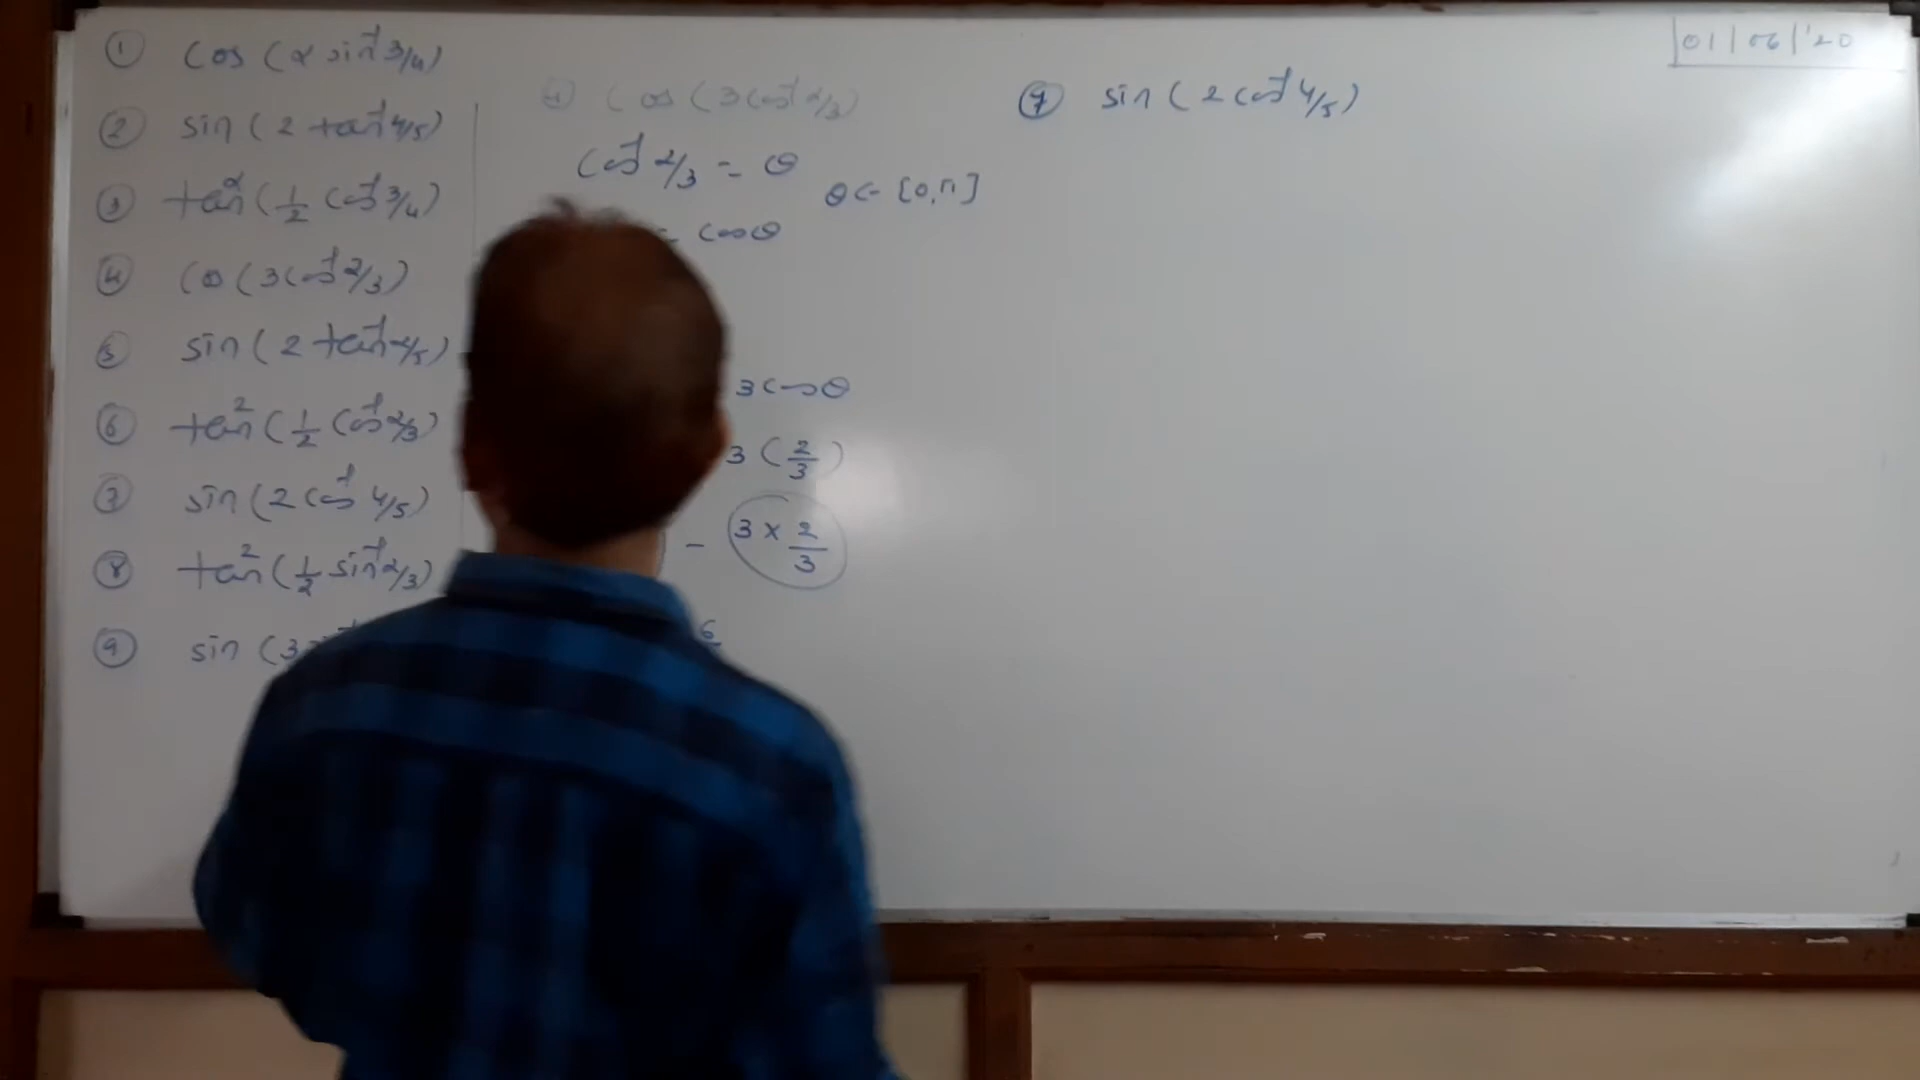 ① cos (2 sin⁻¹ 3/4)
② sin (2 tan⁻¹ 4/5)
③ tan² (1/2 cos⁻¹ 3/4)
④ cos (3 cos⁻¹ 2/3)
⑤ sin (2 tan⁻¹ 2/5)
⑥ tan² (1/2 cos⁻¹ 2/3)
⑦ sin (2 cos⁻¹ 4/5)
⑧ tan² (1/2 sin⁻¹ 2/3)
⑨ sin (3
④ cos (3 cos⁻¹ 2/3)
cos⁻¹ 2/3 = θ
θ ∈ [0, π]
= cosθ
3 cosθ
3 (2/3)
- 3 × 2/3
6
⑦ sin (2 cos⁻¹ 4/5)
01/06/'20